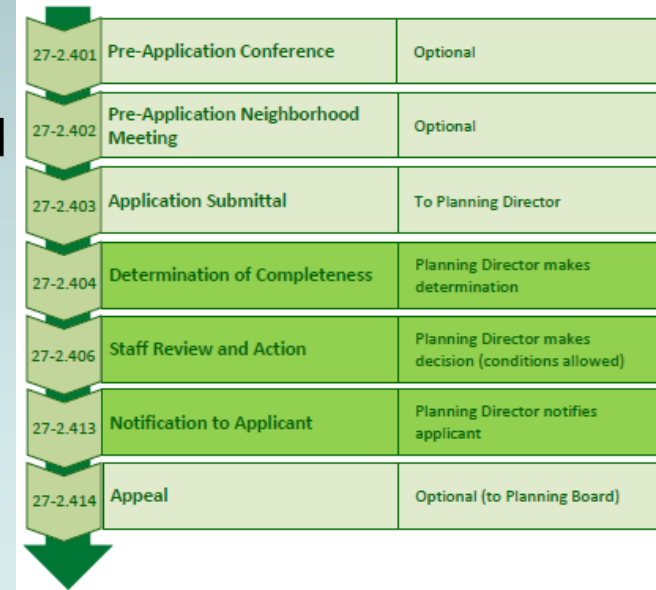 27-2.401 Pre-Application Conference Optional
27-2.402 Pre-Application Neighborhood
Meeting Optional
27-2.403 Application Submittal To Planning Director
27-2.404 Determination of Completeness Planning Director makes
determination
27-2.406 Staff Review and Action Planning Director makes
decision (conditions allowed)
27-2.413 Notification to Applicant Planning Director notifies
applicant
27-2.414 Appeal Optional (to Planning Board)